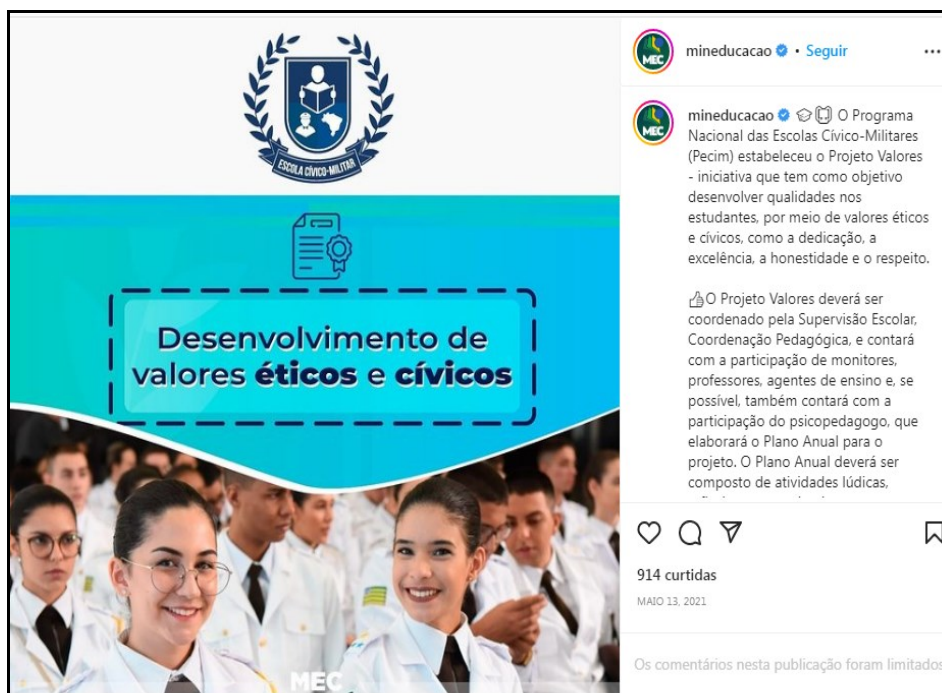 ESCOLA CÍVICO-MILITAR
Desenvolvimento de
valores éticos e cívicos
MEC
MEC
mineducacao • Seguir
MEC
mineducacao O Programa
Nacional das Escolas Cívico-Militares
(Pecim) estabeleceu o Projeto Valores
- iniciativa que tem como objetivo
desenvolver qualidades nos
estudantes, por meio de valores éticos
e cívicos, como a dedicação, a
excelência, a honestidade e o respeito.
O Projeto Valores deverá ser
coordenado pela Supervisão Escolar,
Coordenação Pedagógica, e contará
com a participação de monitores,
professores, agentes de ensino e, se
possível, também contará com a
participação do psicopedagogo, que
elaborará o Plano Anual para o
projeto. O Plano Anual deverá ser
composto de atividades lúdicas,
914 curtidas
MAIO 13, 2021
Os comentários nesta publicação foram limitados